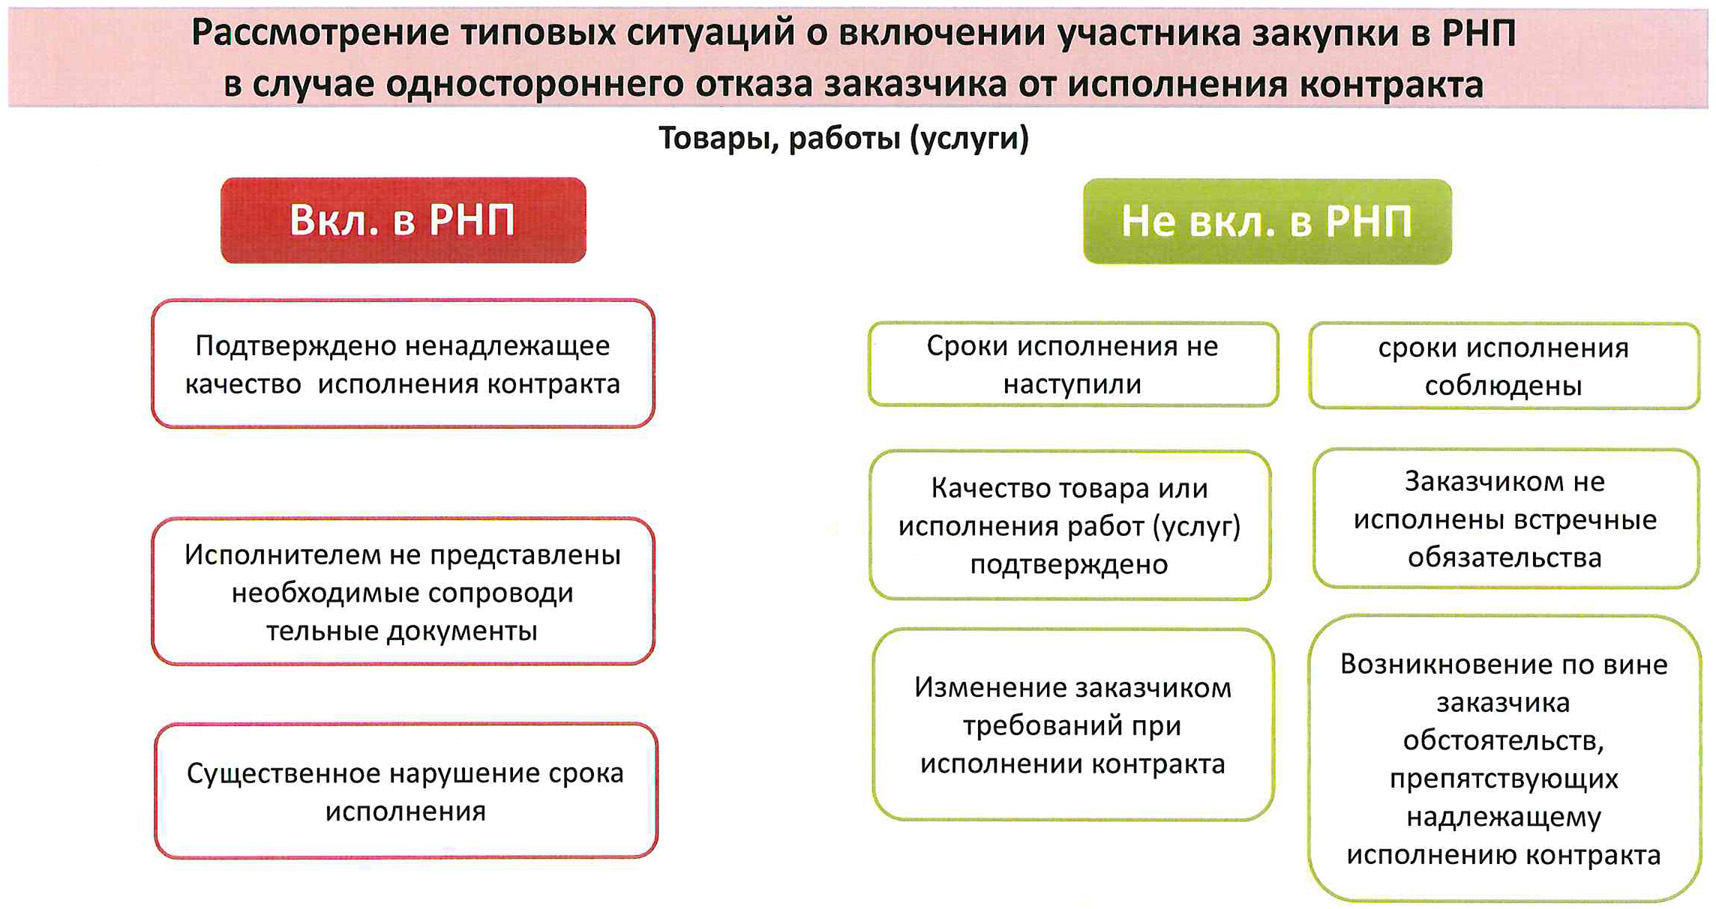 Рассмотрение типовых ситуаций о включении участника закупки в РНП
в случае одностороннего отказа заказчика от исполнения контракта
Товары, работы (услуги)
Вкл. в РНП
Подтверждено ненадлежащее
качество исполнения контракта
Исполнителем не представлены
необходимые сопроводи
тельные документы
Существенное нарушение срока
исполнения
Не вкл. в РНП
Сроки исполнения не
наступили
сроки исполнения
соблюдены
Качество товара или
исполнения работ (услуг)
подтверждено
Заказчиком не
исполнены встречные
обязательства
Изменение заказчиком
требований при
исполнении контракта
Возникновение по вине
заказчика
обстоятельств,
препятствующих
надлежащему
исполнению контракта